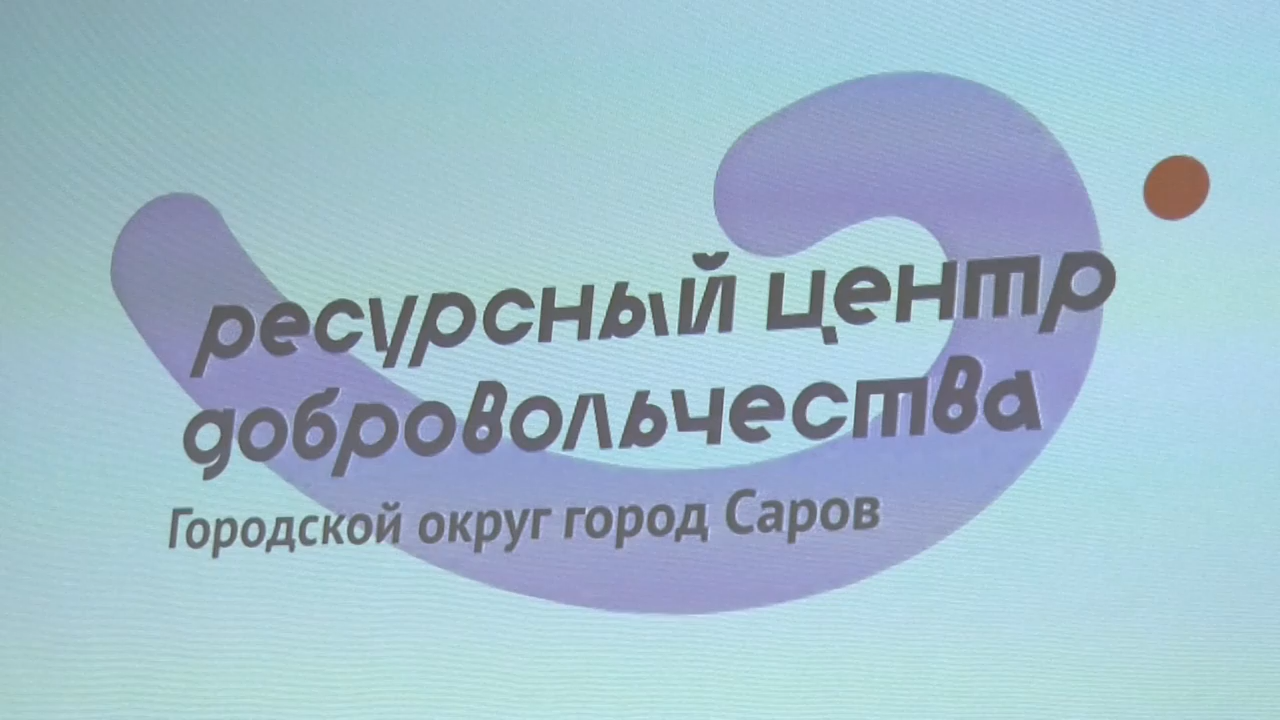 ресурсный центр
добровольчества
Городской округ город Саров